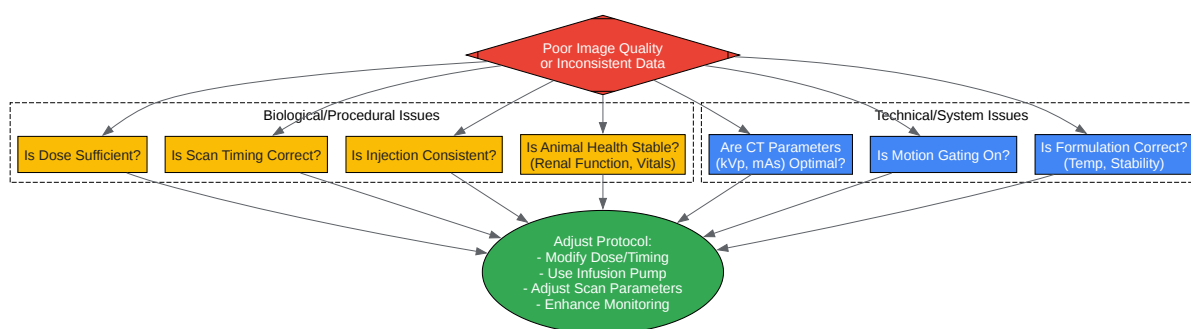 Poor Image Quality
or Inconsistent Data
Biological/Procedural Issues
Technical/System Issues
Is Dose Sufficient?
Is Scan Timing Correct?
Is Injection Consistent?
Is Animal Health Stable?
(Renal Function, Vitals)
Are CT Parameters
(kVp, mAs) Optimal?
Is Motion Gating On?
Is Formulation Correct?
(Temp, Stability)
Adjust Protocol:
- Modify Dose/Timing
- Use Infusion Pump
- Adjust Scan Parameters
- Enhance Monitoring